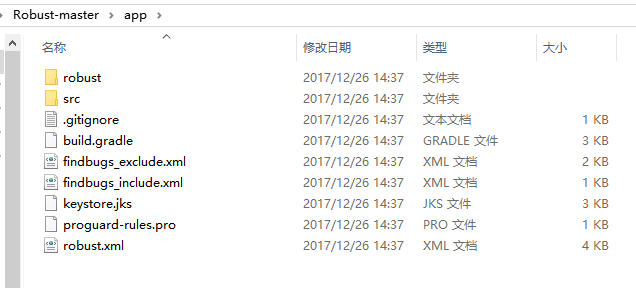 Robust-master › app ›
名称 修改日期 类型 大小
robust 2017/12/26 14:37 文件夹
src 2017/12/26 14:37 文件夹
.gitignore 2017/12/26 14:37 文本文档 1 KB
build.gradle 2017/12/26 14:37 GRADLE 文件 3 KB
findbugs_exclude.xml 2017/12/26 14:37 XML 文档 2 KB
findbugs_include.xml 2017/12/26 14:37 XML 文档 1 KB
keystore.jks 2017/12/26 14:37 JKS 文件 3 KB
proguard-rules.pro 2017/12/26 14:37 PRO 文件 1 KB
robust.xml 2017/12/26 14:37 XML 文档 4 KB